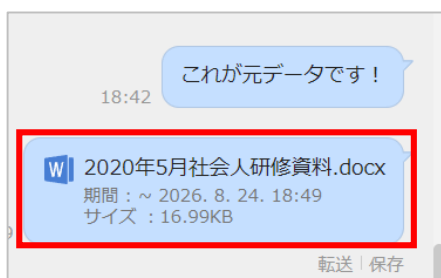 これが元データです！
18:42
W 2020年5月社会人研修資料.docx
期間：~ 2026. 8. 24. 18:49
サイズ ：16.99KB
9
転送 | 保存